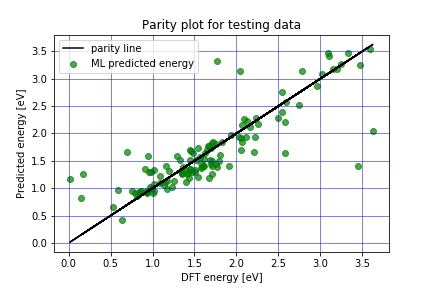 Parity plot for testing data
parity line
ML predicted energy
Predicted energy [eV]
3.5
3.0
2.5
2.0
1.5
1.0
0.5
0.0
0.0 0.5 1.0 1.5 2.0 2.5 3.0 3.5
DFT energy [eV]